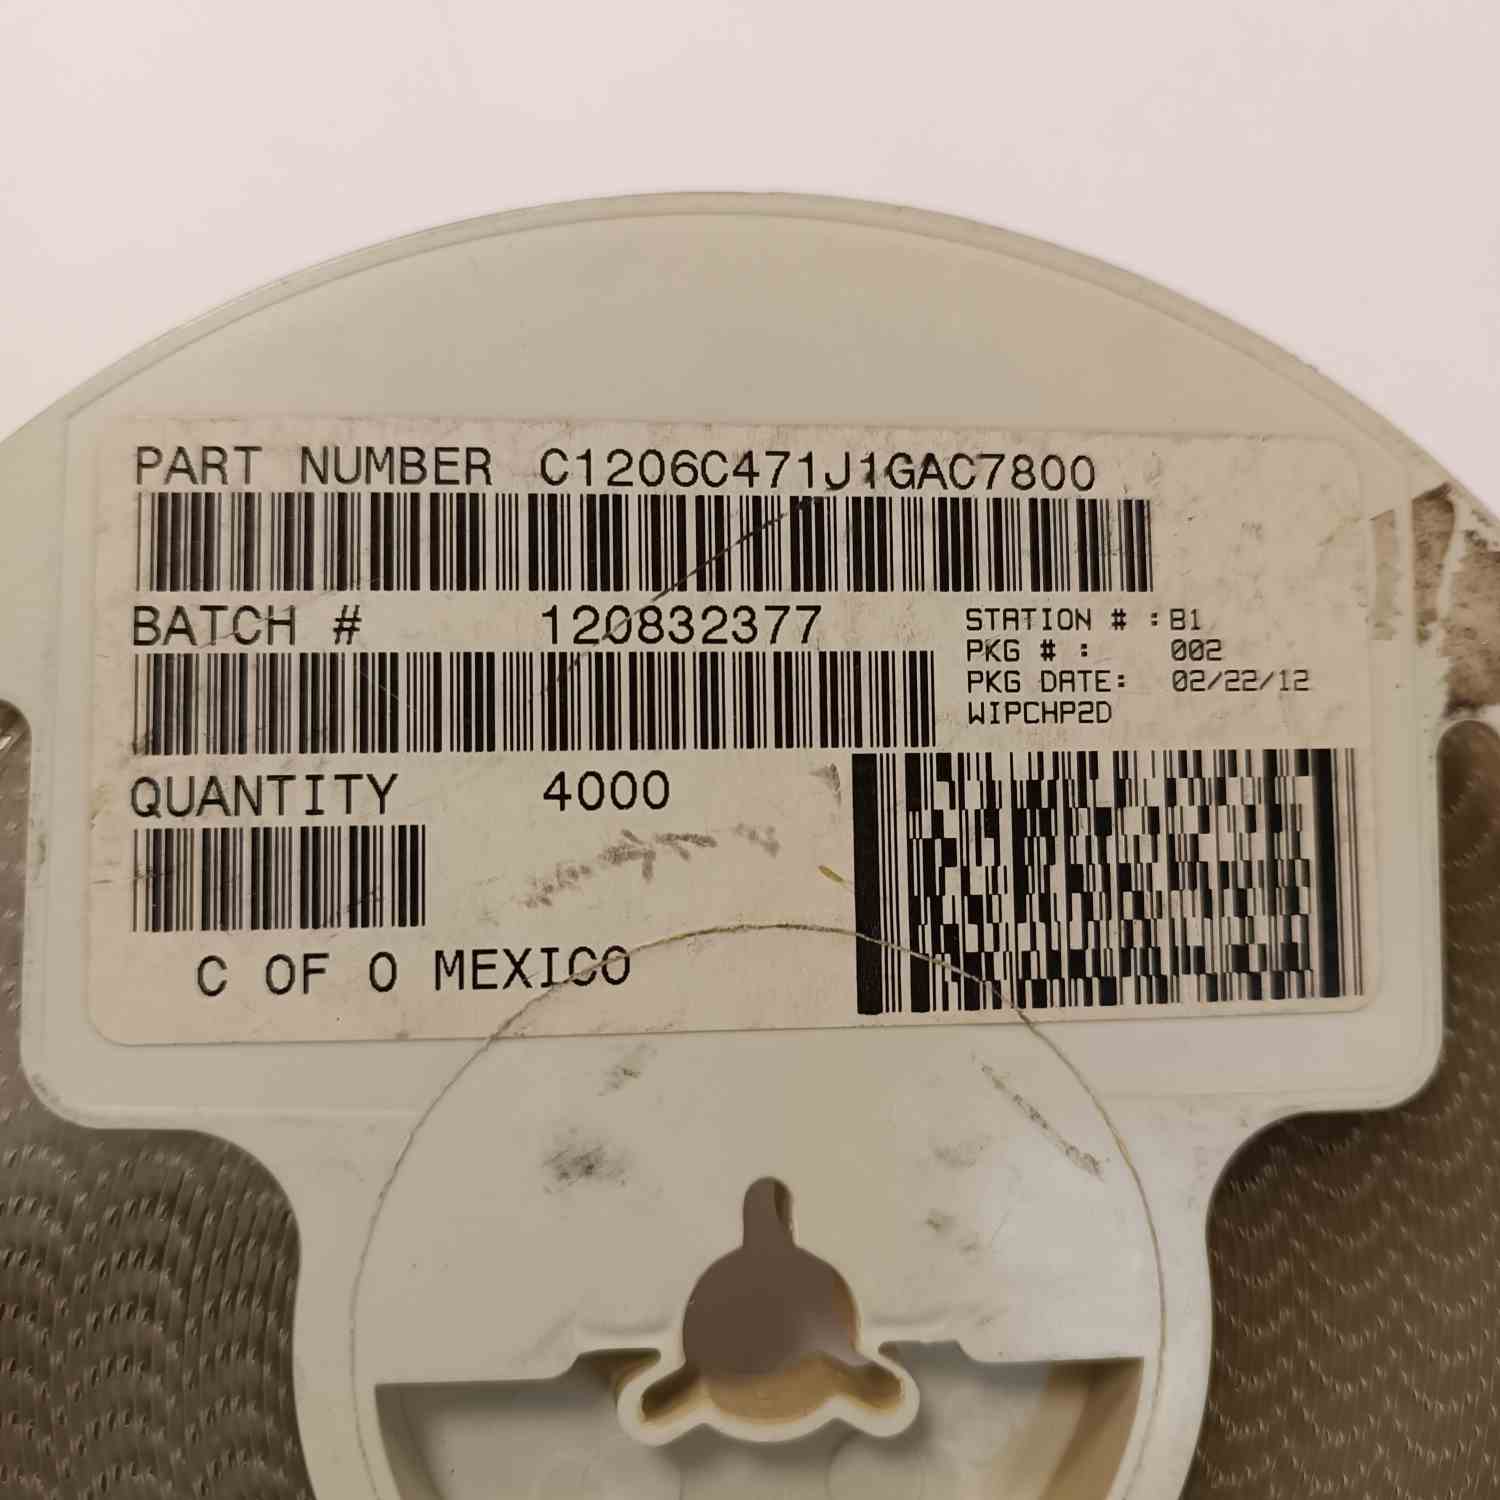 PART NUMBER C1206C471J1GAC7800
BATCH # 120832377
STATION # : B1
PKG # : 002
PKG DATE: 02/22/12
WIPCHP2D
QUANTITY 4000
C OF O MEXICO